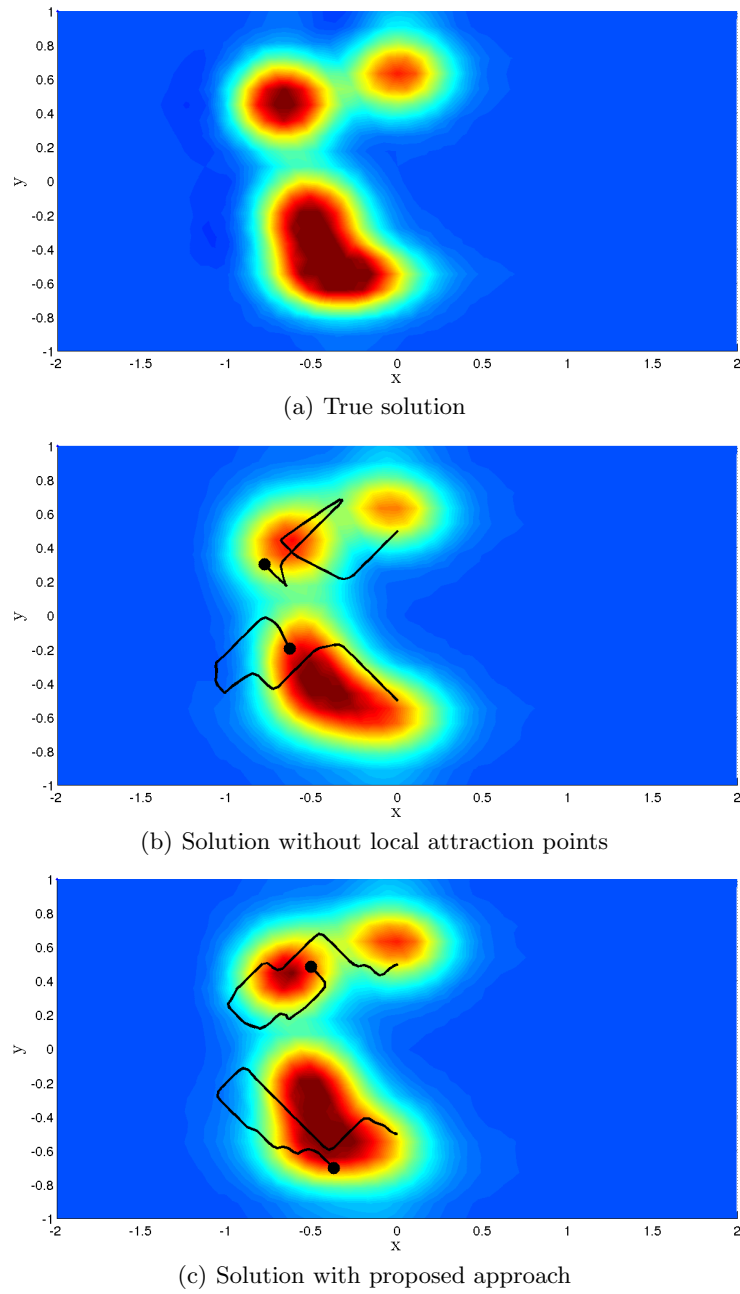 1
0.8
0.6
0.4
0.2
y 0
-0.2
-0.4
-0.6
-0.8
-1
-2 -1.5 -1 -0.5 0 0.5 1 1.5 2
x
(a) True solution
1
0.8
0.6
0.4
0.2
y 0
-0.2
-0.4
-0.6
-0.8
-1
-2 -1.5 -1 -0.5 0 0.5 1 1.5 2
x
(b) Solution without local attraction points
1
0.8
0.6
0.4
0.2
y 0
-0.2
-0.4
-0.6
-0.8
-1
-2 -1.5 -1 -0.5 0 0.5 1 1.5 2
x
(c) Solution with proposed approach